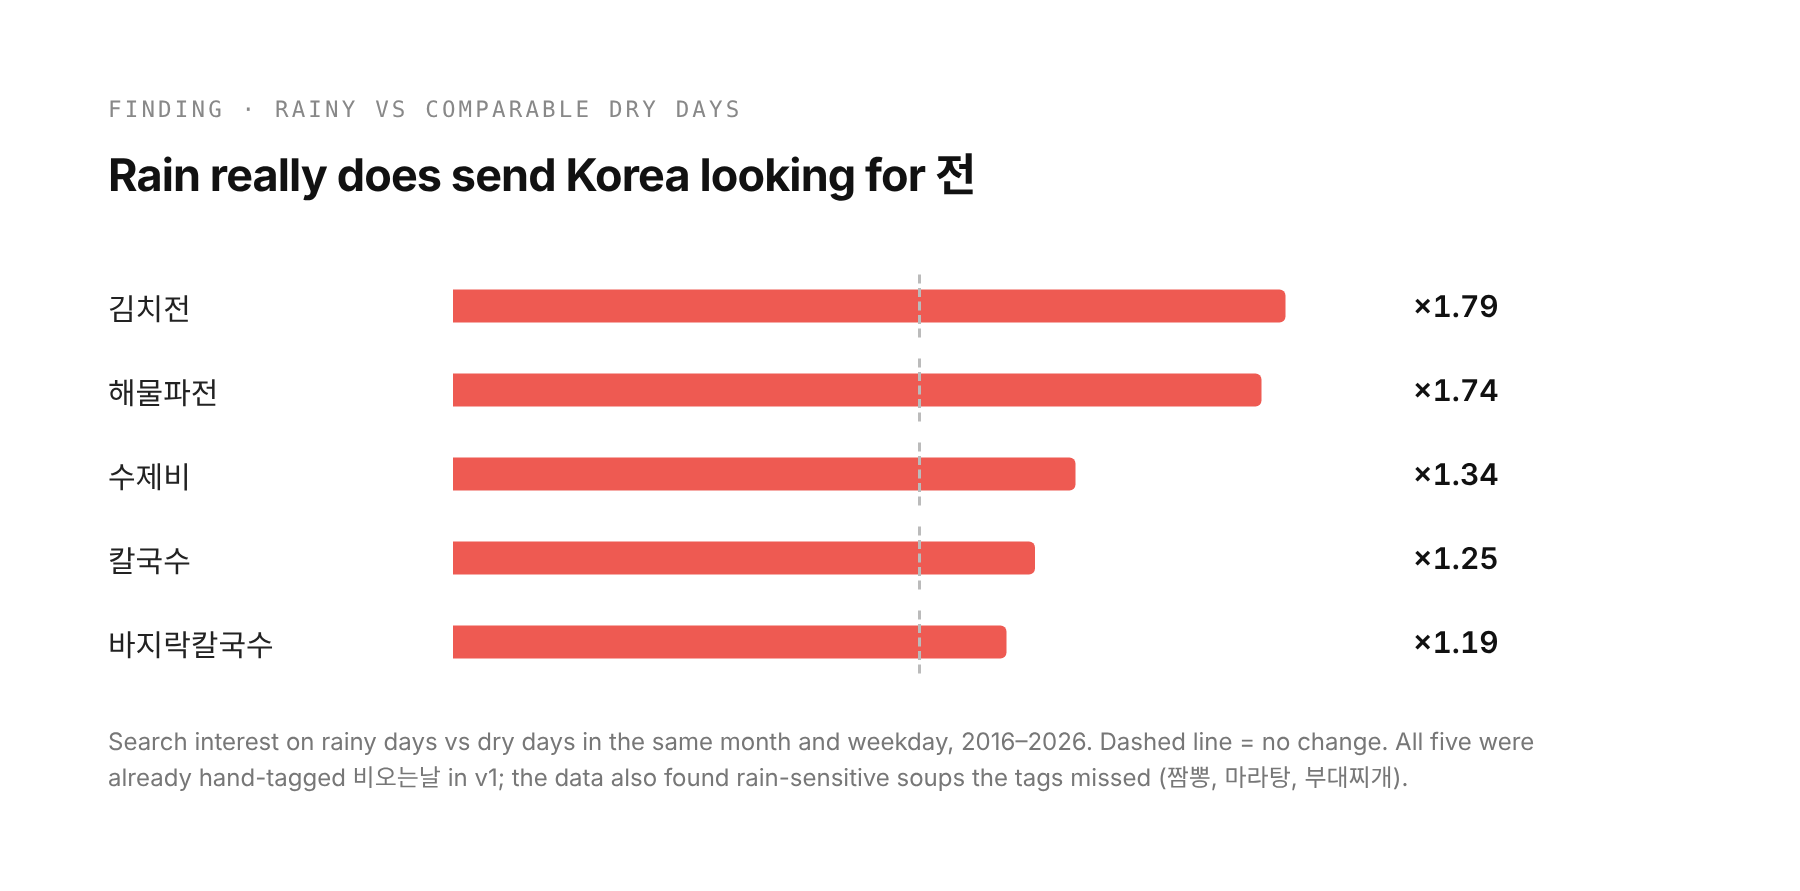 FINDING · RAINY VS COMPARABLE DRY DAYS
Rain really does send Korea looking for 전
김치전 ×1.79
해물파전 ×1.74
수제비 ×1.34
칼국수 ×1.25
바지락칼국수 ×1.19
Search interest on rainy days vs dry days in the same month and weekday, 2016–2026. Dashed line = no change. All five were
already hand-tagged 비오는날 in v1; the data also found rain-sensitive soups the tags missed (짬뽕, 마라탕, 부대찌개).